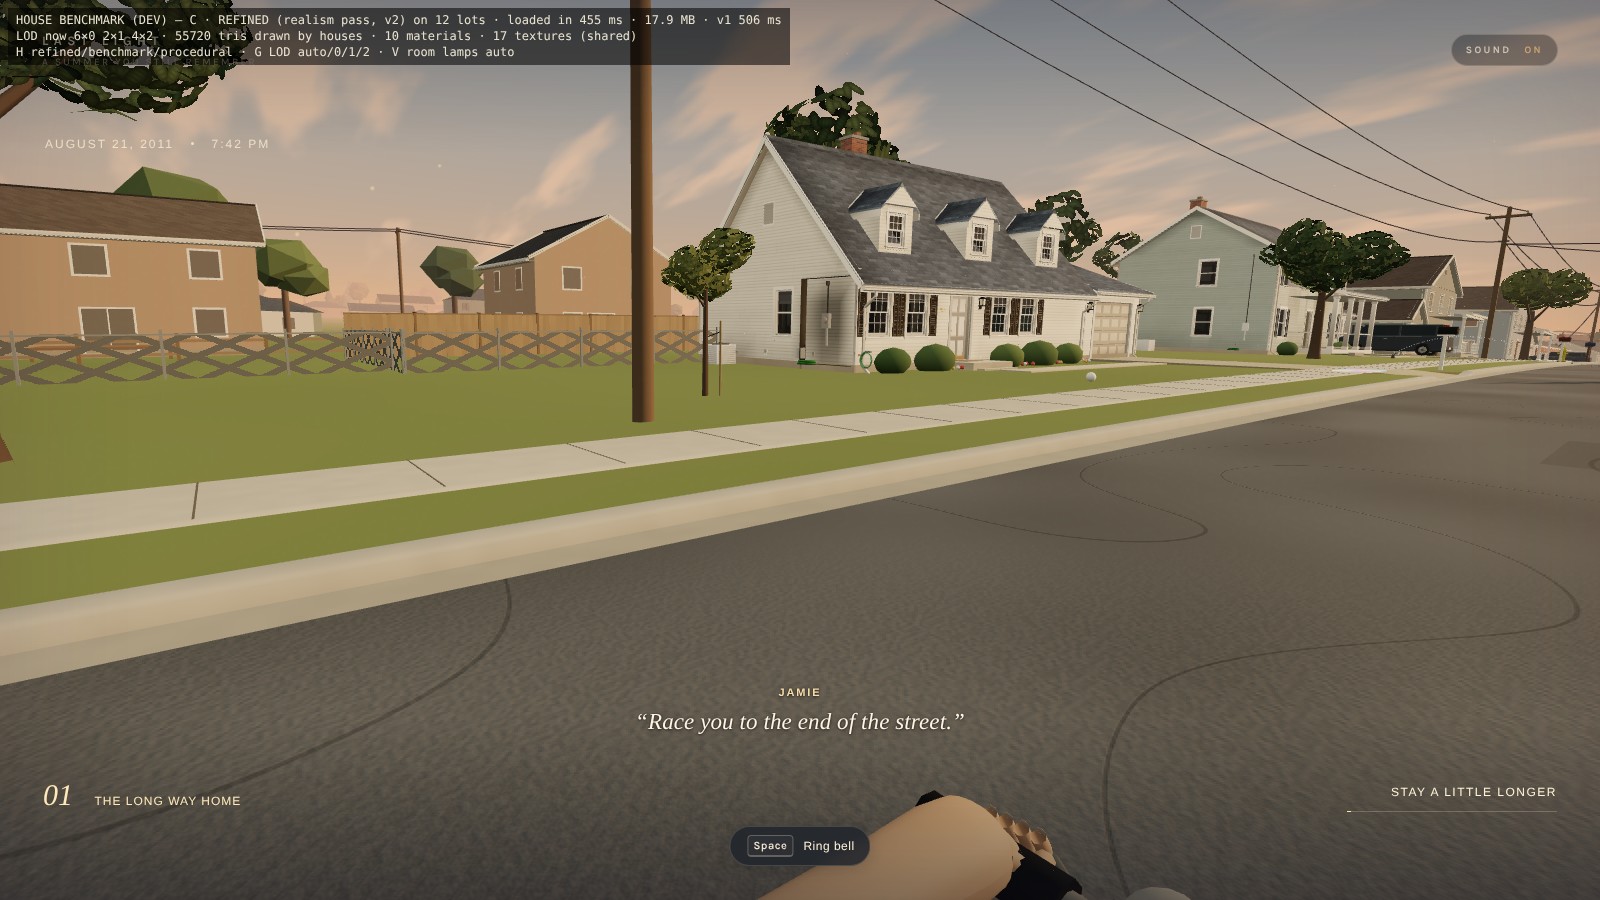 HOUSE BENCHMARK (DEV) — C · REFINED (realism pass, v2) on 12 lots · loaded in 455 ms · 17.9 MB · v1 506 ms
LOD now 6×0 2×1 4×2 · 55720 tris drawn by houses · 10 materials · 17 textures (shared)
LAST LIGHT
H refined/benchmark/procedural · G LOD auto/0/1/2 · V room lamps auto
A SUMMER YOU
SOUND ON
AUGUST 21, 2011 • 7:42 PM
JAMIE
“Race you to the end of the street.”
01 THE LONG WAY HOME
STAY A LITTLE LONGER
Space Ring bell